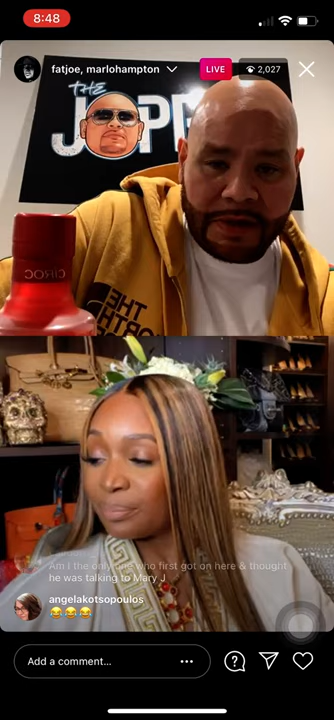 8:48
fatjoe, marlohampton
LIVE
2,027
THE
CIROC
THE
NORTH
Am I the only one who first got on here & thought
he was talking to Mary J
angelakotsopoulos
😂😂😂
Add a comment...